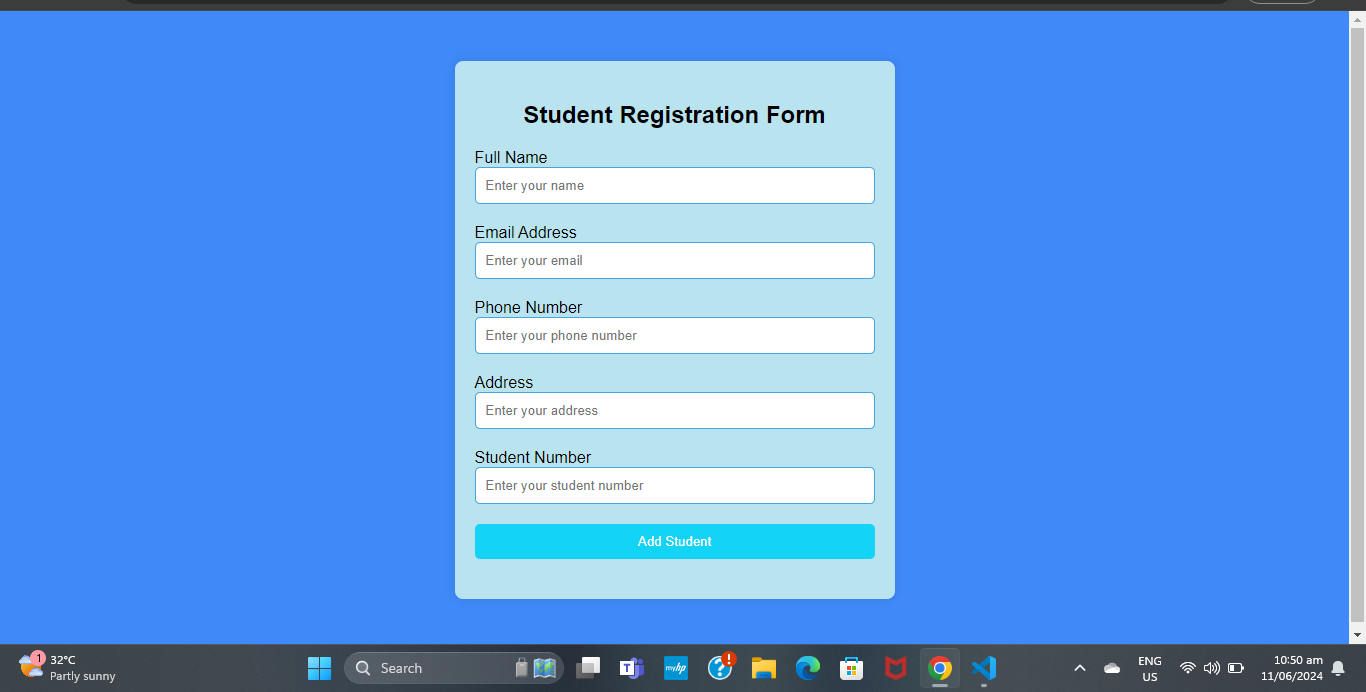 Student Registration Form
Full Name
Enter your name
Email Address
Enter your email
Phone Number
Enter your phone number
Address
Enter your address
Student Number
Enter your student number
Add Student
1
32°C
Partly sunny
Search
T
myhp
?
!
ENG
US
10:50 am
11/06/2024